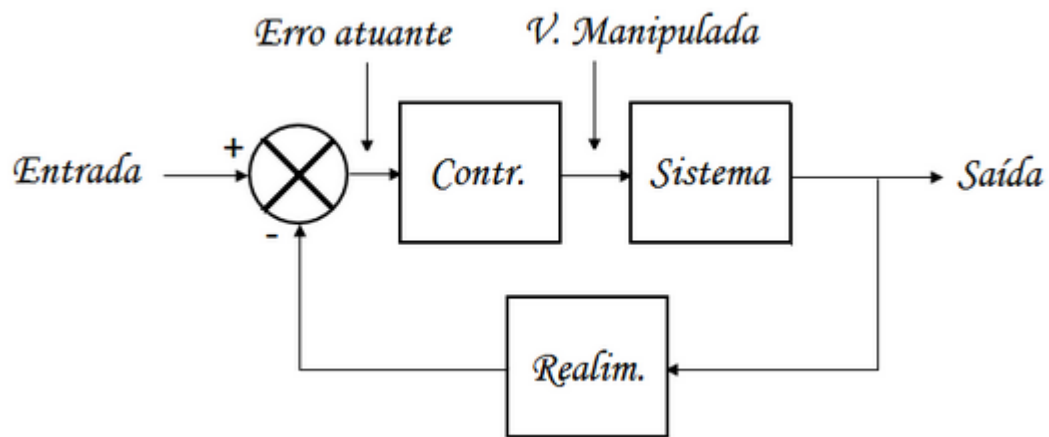 Erro atuante
V. Manipulada
Entrada
+
-
Contr.
Sistema
Saída
Realim.